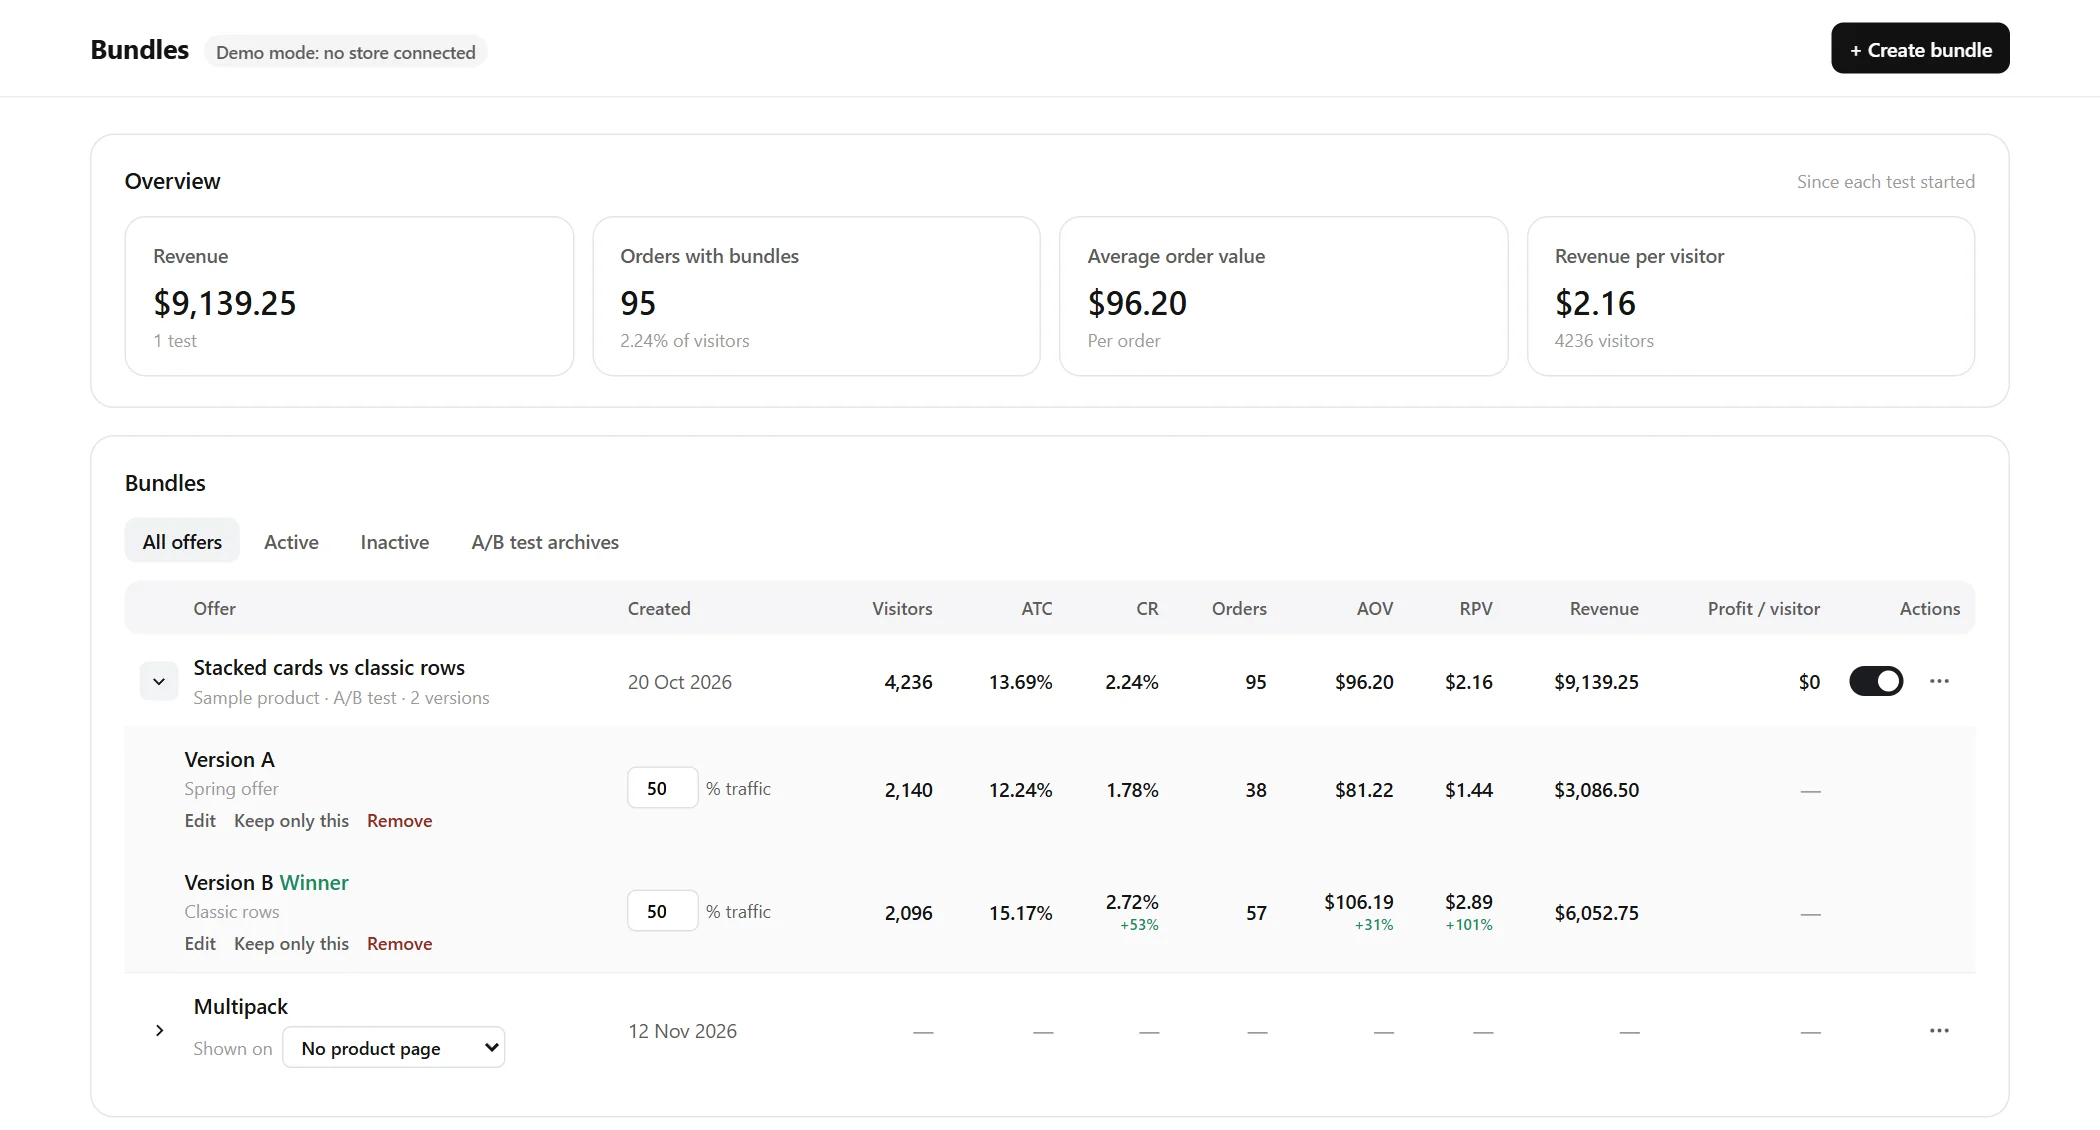 Bundles
Demo mode: no store connected
+ Create bundle
Overview
Since each test started
Revenue
$9,139.25
1 test
Orders with bundles
95
2.24% of visitors
Average order value
$96.20
Per order
Revenue per visitor
$2.16
4236 visitors
Bundles
All offers Active Inactive A/B test archives
Offer Created Visitors ATC CR Orders AOV RPV Revenue Profit / visitor Actions
Stacked cards vs classic rows
Sample product · A/B test · 2 versions
20 Oct 2026 4,236 13.69% 2.24% 95 $96.20 $2.16 $9,139.25 $0 ···
Version A
Spring offer
Edit Keep only this Remove
50 % traffic 2,140 12.24% 1.78% 38 $81.22 $1.44 $3,086.50 —
Version B Winner
Classic rows
Edit Keep only this Remove
50 % traffic 2,096 15.17% 2.72% 57 $106.19 $2.89 $6,052.75 —
+53% +31% +101%
Multipack
Shown on No product page
12 Nov 2026 — — — — — — — — ···